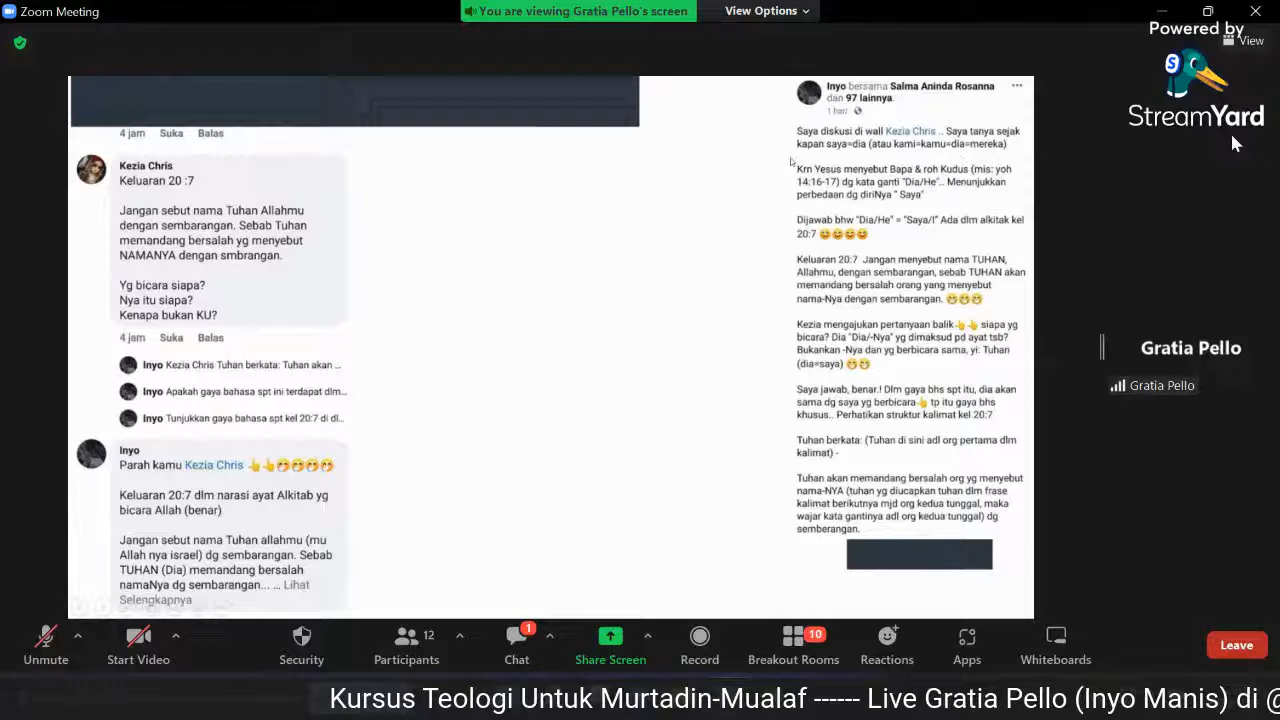 Zoom Meeting
You are viewing Gratia Pello's screen
View Options
Powered by
View
S
StreamYard
4 jam Suka Balas
Kezia Chris
Keluaran 20 :7
Jangan sebut nama Tuhan Allahmu
dengan sembarangan. Sebab Tuhan
memandang bersalah yg menyebut
NAMANYA dengan smbrangan.
Yg bicara siapa?
Nya itu siapa?
Kenapa bukan KU?
4 jam Suka Balas
Inyo Kezia Chris Tuhan berkata: Tuhan akan ...
Inyo Apakah gaya bahasa spt ini terdapat dlm...
Inyo Tunjukkan gaya bahasa spt kel 20:7 di dl...
Inyo
Parah kamu Kezia Chris 👆👆🤭🤭🤭🤭
Keluaran 20:7 dlm narasi ayat Alkitab yg
bicara Allah (benar)
Jangan sebut nama Tuhan allahmu (mu
Allah nya israel) dg sembarangan. Sebab
TUHAN (Dia) memandang bersalah
namaNya dg sembarangan... ... Lihat
Selengkapnya
Inyo bersama Salma Aninda Rosanna
dan 97 lainnya.
1 hari
Saya diskusi di wall Kezia Chris .. Saya tanya sejak
kapan saya=dia (atau kami=kamu=dia=mereka)
Krn Yesus menyebut Bapa & roh Kudus (mis: yoh
14:16-17) dg kata ganti "Dia/He".. Menunjukkan
perbedaan dg diriNya " Saya"
Dijawab bhw "Dia/He" = "Saya/I" Ada dlm alkitak kel
20:7 😊😊😊😊
Keluaran 20:7 Jangan menyebut nama TUHAN,
Allahmu, dengan sembarangan, sebab TUHAN akan
memandang bersalah orang yang menyebut
nama-Nya dengan sembarangan. 😁😁😁
Kezia mengajukan pertanyaan balik👆👆 siapa yg
bicara? Dia "Dia/-Nya" yg dimaksud pd ayat tsb?
Bukankan -Nya dan yg berbicara sama, yi: Tuhan
(dia=saya) 😁😁
Saya jawab, benar.! Dlm gaya bhs spt itu, dia akan
sama dg saya yg berbicara👆 tp itu gaya bhs
khusus.. Perhatikan struktur kalimat kel 20:7
Tuhan berkata: (Tuhan di sini adl org pertama dlm
kalimat) -
Tuhan akan memandang bersalah org yg menyebut
nama-NYA (tuhan yg diucapkan tuhan dlm frase
kalimat berikutnya mjd org kedua tunggal, maka
wajar kata gantinya adl org kedua tunggal) dg
semberangan.
Gratia Pello
Gratia Pello
Unmute
Start Video
Security
12
Participants
1
Chat
Share Screen
Record
10
Breakout Rooms
Reactions
Apps
Whiteboards
Leave
Kursus Teologi Untuk Murtadin-Mualaf ------ Live Gratia Pello (Inyo Manis) di @